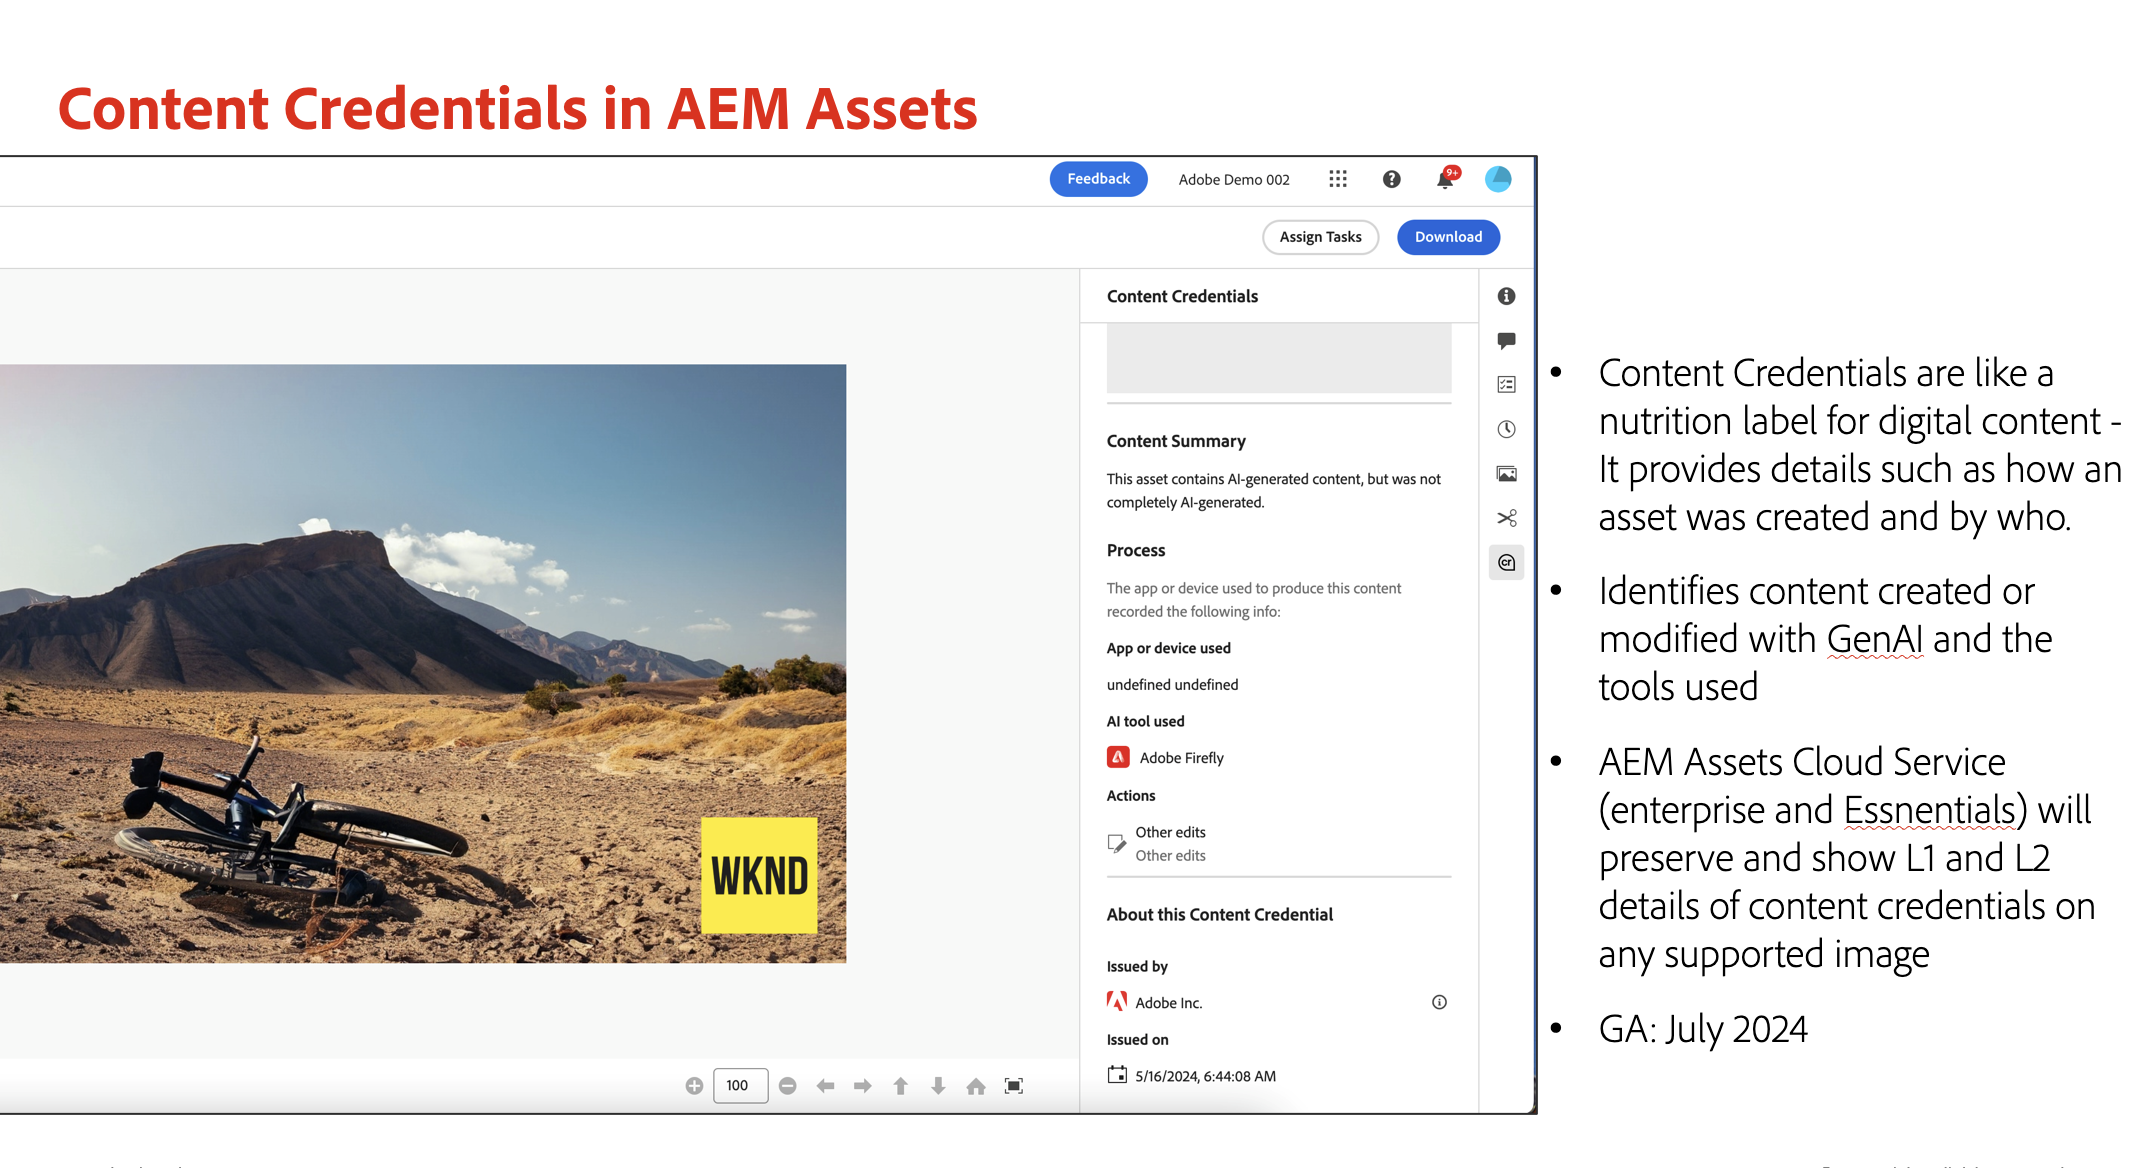 Content Credentials in AEM Assets
Feedback
Adobe Demo 002
9+
Assign Tasks
Download
Content Credentials
Content Summary
This asset contains AI-generated content, but was not
completely AI-generated.
Process
The app or device used to produce this content
recorded the following info:
App or device used
undefined undefined
AI tool used
Adobe Firefly
Actions
Other edits
Other edits
About this Content Credential
Issued by
Adobe Inc.
Issued on
5/16/2024, 6:44:08 AM
cr
WKND
100
• Content Credentials are like a
nutrition label for digital content -
It provides details such as how an
asset was created and by who.
• Identifies content created or
modified with GenAI and the
tools used
• AEM Assets Cloud Service
(enterprise and Essnentials) will
preserve and show L1 and L2
details of content credentials on
any supported image
• GA: July 2024